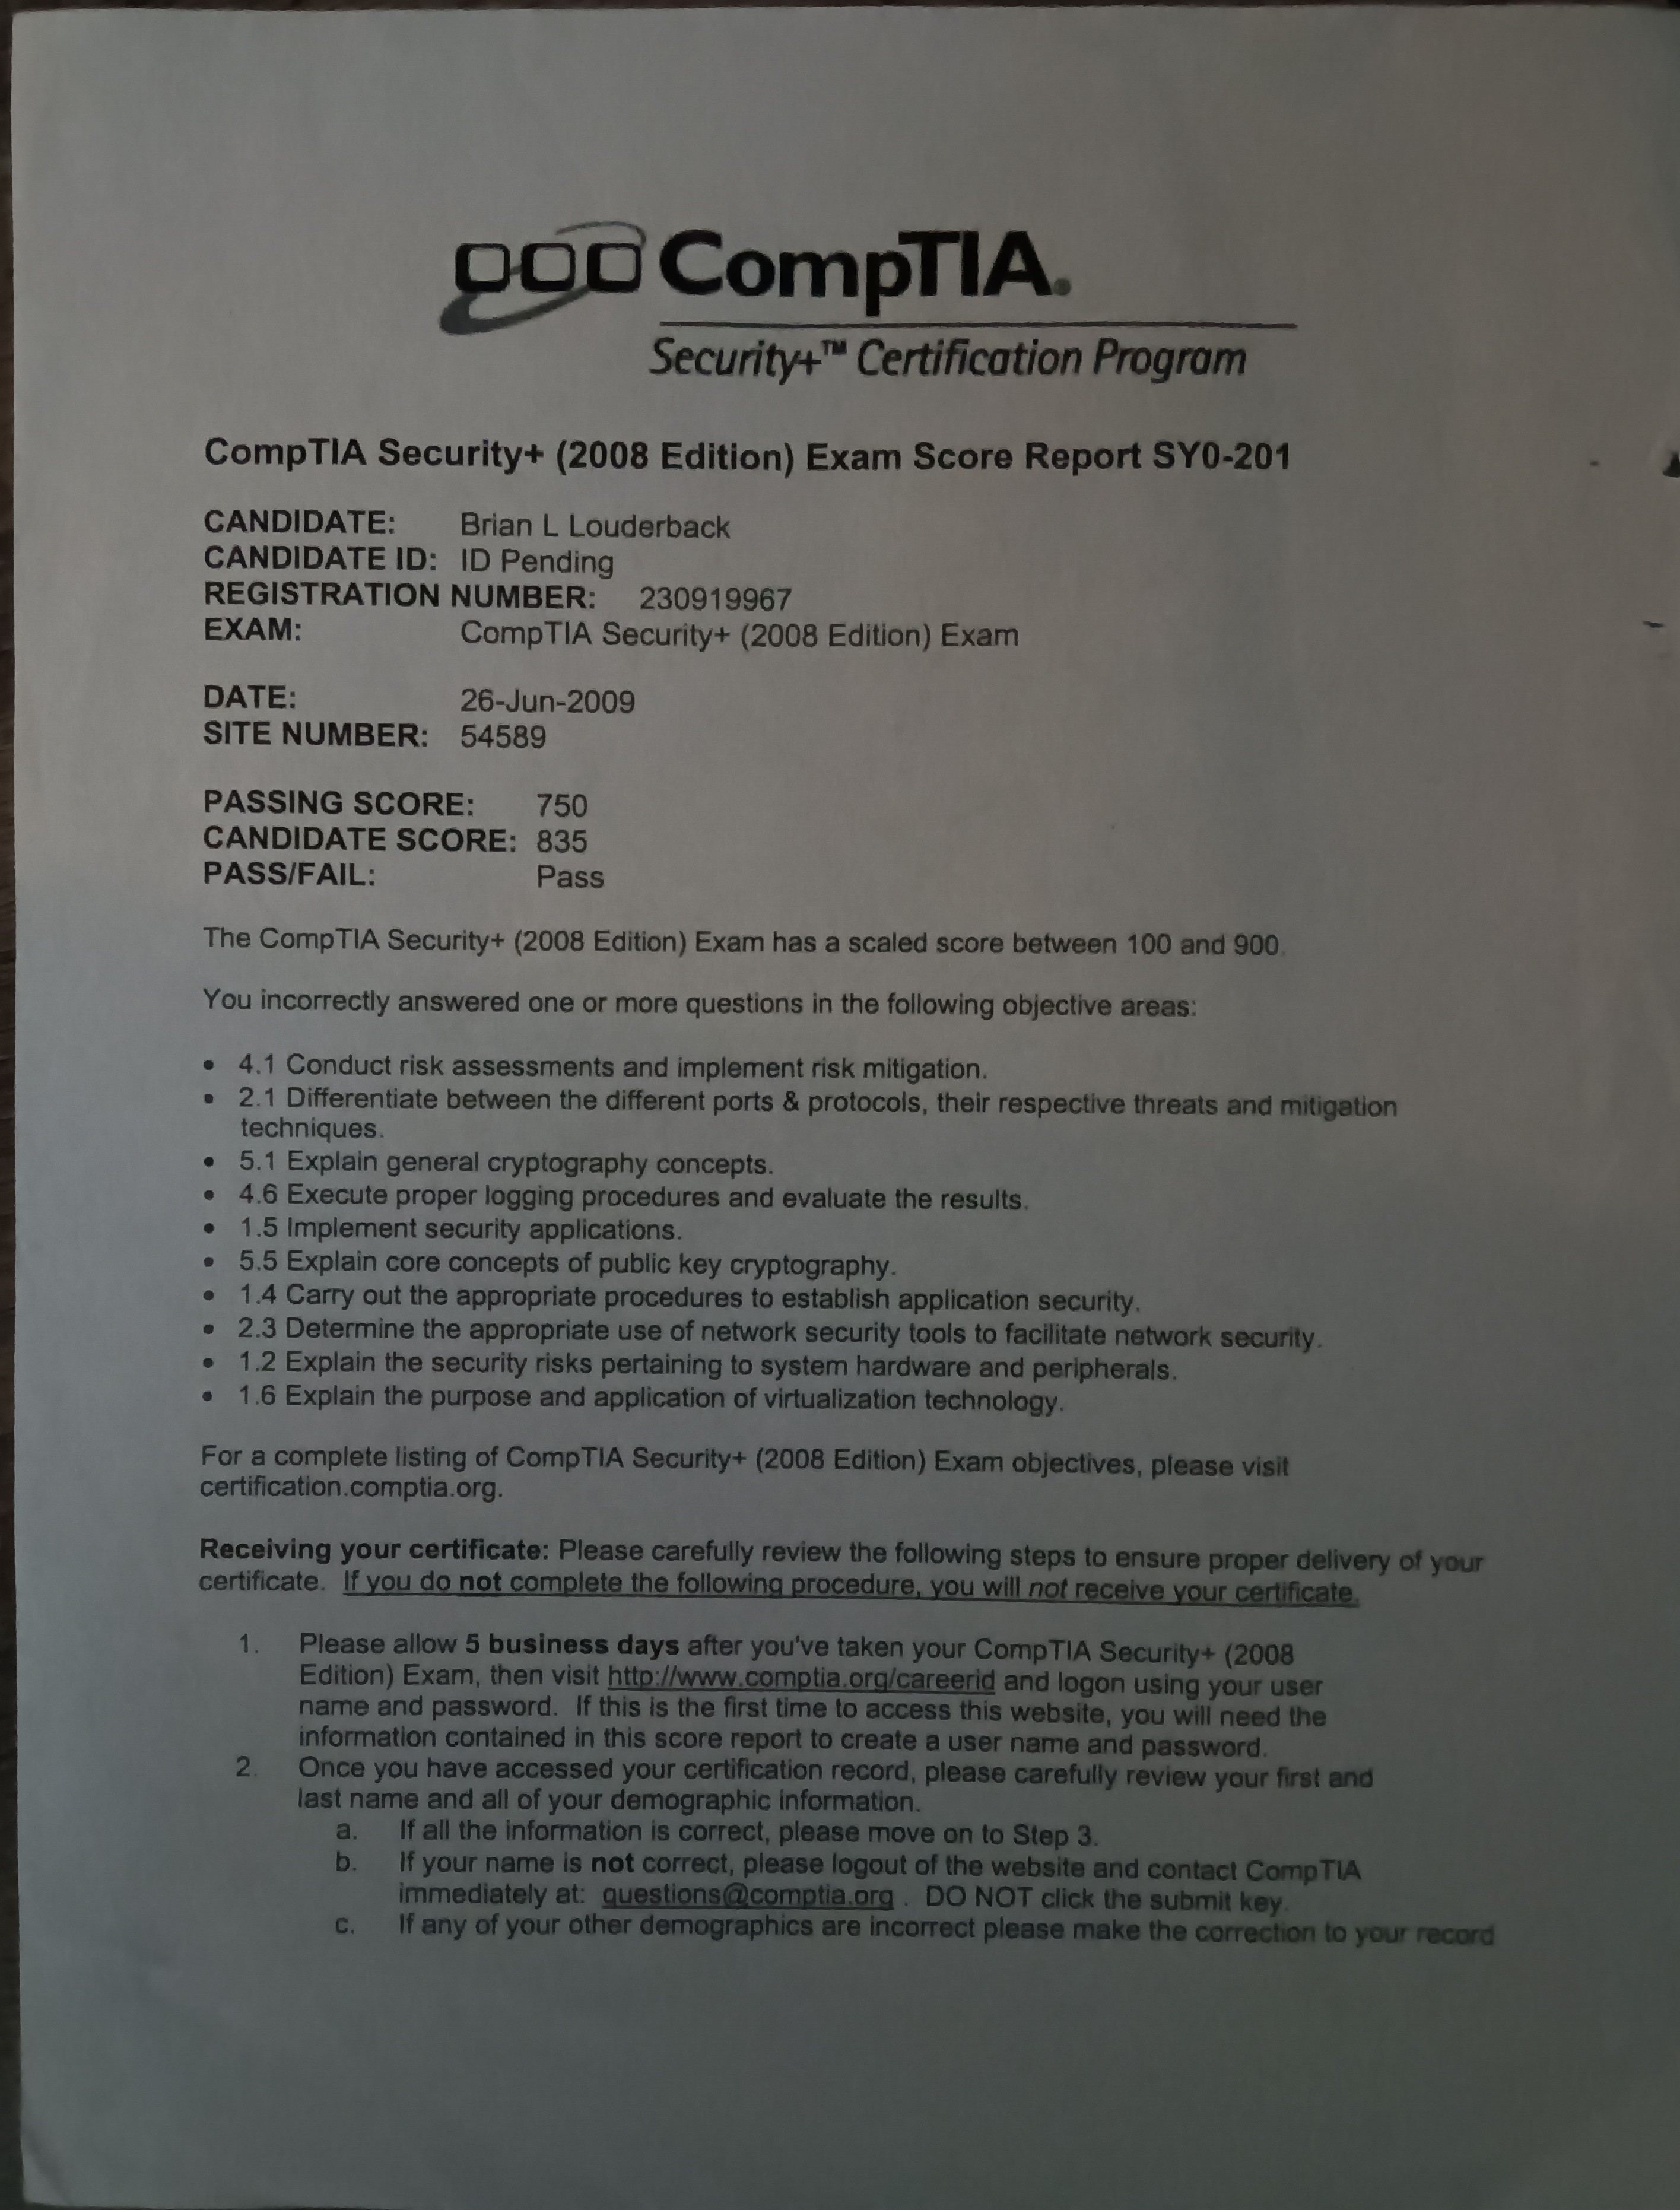 CompTIA®
Security+™ Certification Program
CompTIA Security+ (2008 Edition) Exam Score Report SY0-201
CANDIDATE: Brian L Louderback
CANDIDATE ID: ID Pending
REGISTRATION NUMBER: 230919967
EXAM: CompTIA Security+ (2008 Edition) Exam
DATE: 26-Jun-2009
SITE NUMBER: 54589
PASSING SCORE: 750
CANDIDATE SCORE: 835
PASS/FAIL: Pass
The CompTIA Security+ (2008 Edition) Exam has a scaled score between 100 and 900.
You incorrectly answered one or more questions in the following objective areas:
• 4.1 Conduct risk assessments and implement risk mitigation.
• 2.1 Differentiate between the different ports & protocols, their respective threats and mitigation
techniques.
• 5.1 Explain general cryptography concepts.
• 4.6 Execute proper logging procedures and evaluate the results.
• 1.5 Implement security applications.
• 5.5 Explain core concepts of public key cryptography.
• 1.4 Carry out the appropriate procedures to establish application security.
• 2.3 Determine the appropriate use of network security tools to facilitate network security.
• 1.2 Explain the security risks pertaining to system hardware and peripherals.
• 1.6 Explain the purpose and application of virtualization technology.
For a complete listing of CompTIA Security+ (2008 Edition) Exam objectives, please visit
certification.comptia.org.
Receiving your certificate: Please carefully review the following steps to ensure proper delivery of your
certificate. If you do not complete the following procedure, you will not receive your certificate.
1. Please allow 5 business days after you've taken your CompTIA Security+ (2008
Edition) Exam, then visit http://www.comptia.org/careerid and logon using your user
name and password. If this is the first time to access this website, you will need the
information contained in this score report to create a user name and password.
2. Once you have accessed your certification record, please carefully review your first and
last name and all of your demographic information.
a. If all the information is correct, please move on to Step 3.
b. If your name is not correct, please logout of the website and contact CompTIA
immediately at: questions@comptia.org . DO NOT click the submit key.
c. If any of your other demographics are incorrect please make the correction to your record